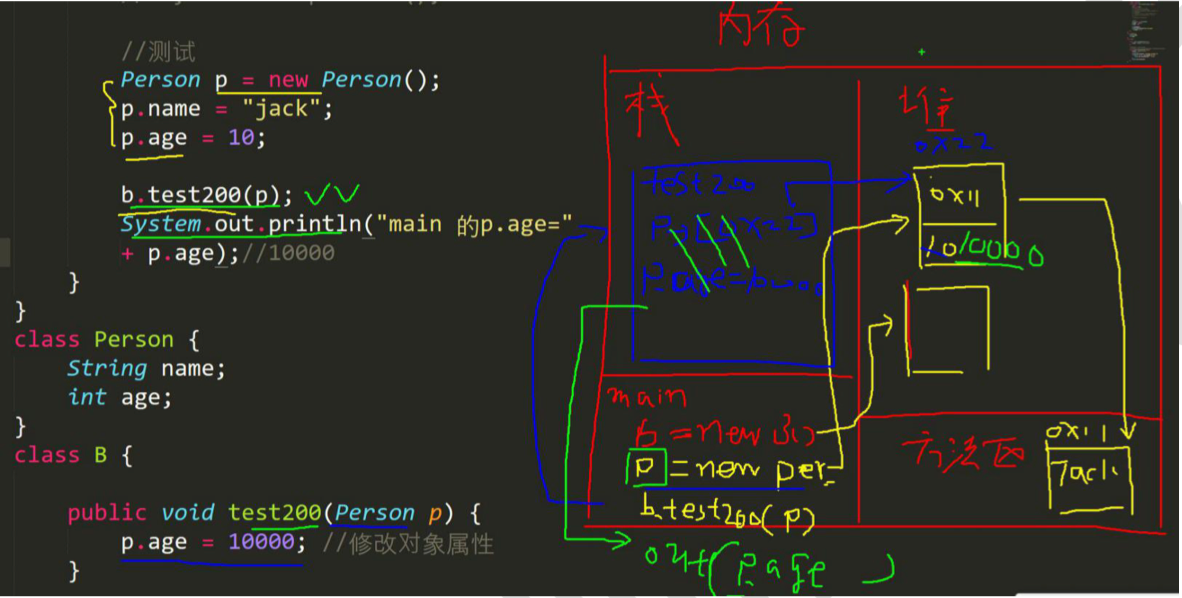 //测试
Person p = new Person();
p.name = "jack";
p.age = 10;
b.test200(p);
System.out.println("main 的p.age="
+ p.age);//10000
}
}
class Person {
String name;
int age;
}
class B {
public void test200(Person p) {
p.age = 10000; //修改对象属性
}
内存
栈
Test200
P [0x22]
P.age=10000
main
b = new B()
p = new per
b.test200(p)
out(p.age )
堆
0x22
0x11
10 10000
方法区
0x11
Jack